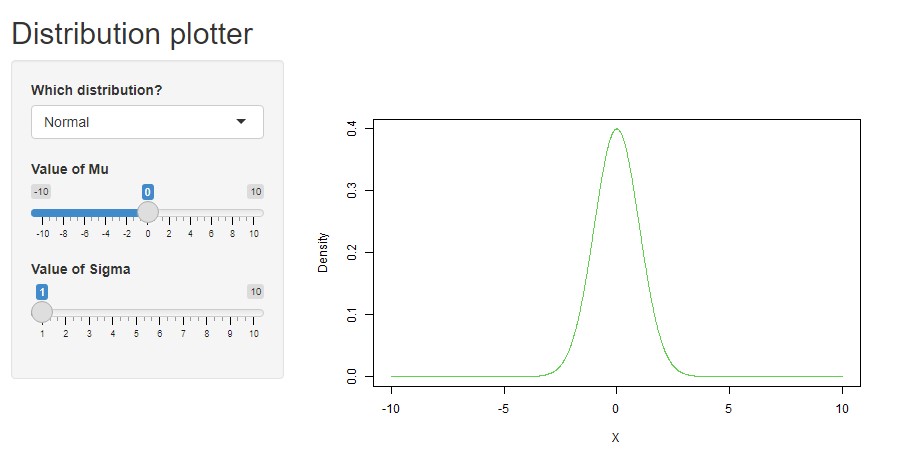 Distribution plotter
Which distribution?
Normal
Value of Mu
-10 0 10
-10 -8 -6 -4 -2 0 2 4 6 8 10
Value of Sigma
1 10
1 2 3 4 5 6 7 8 9 10
Density
0.4
0.3
0.2
0.1
0.0
-10 -5 0 5 10
X